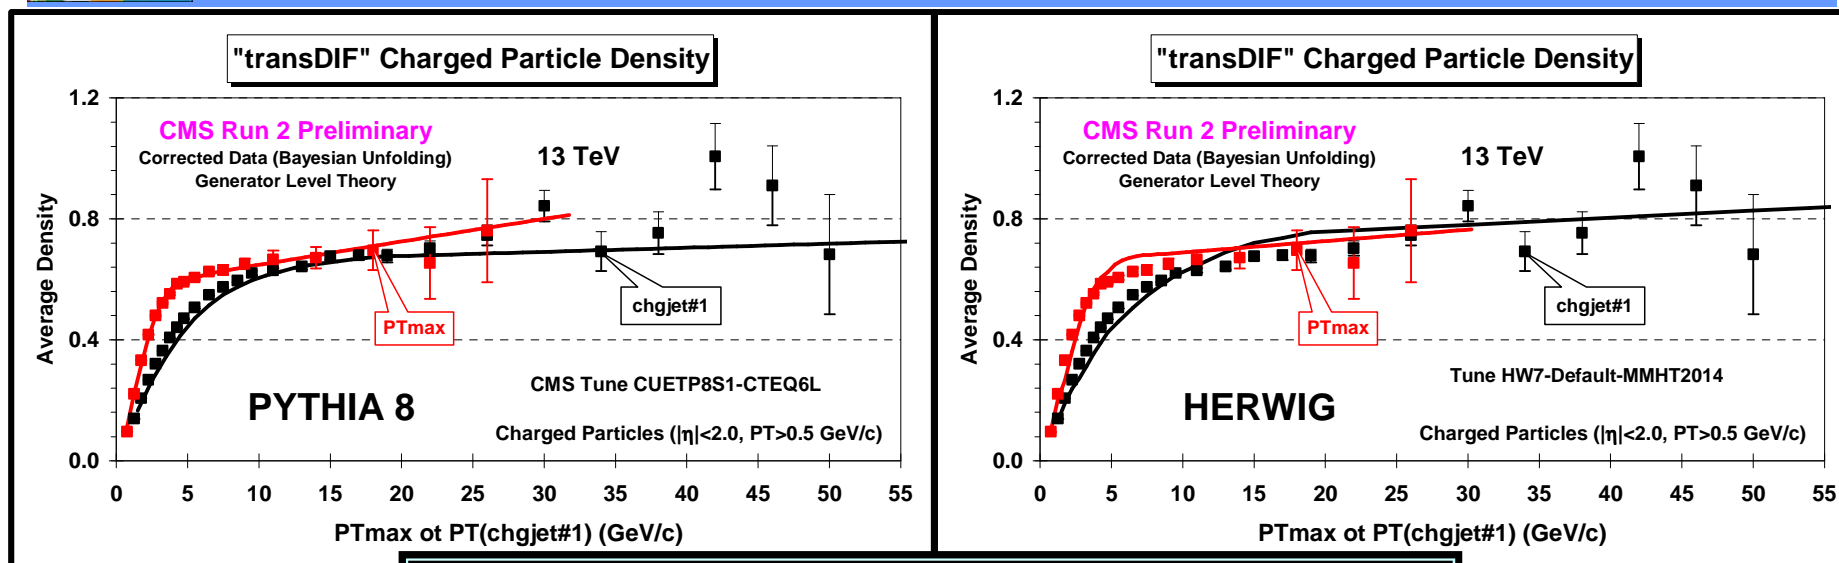 "transDIF" Charged Particle Density
1.2
0.8
0.4
0.0
Average Density
CMS Run 2 Preliminary
Corrected Data (Bayesian Unfolding)
Generator Level Theory
13 TeV
chgjet#1
PTmax
CMS Tune CUETP8S1-CTEQ6L
PYTHIA 8
Charged Particles (|η|<2.0, PT>0.5 GeV/c)
0 5 10 15 20 25 30 35 40 45 50 55
PTmax ot PT(chgjet#1) (GeV/c)
"transDIF" Charged Particle Density
1.2
0.8
0.4
0.0
Average Density
CMS Run 2 Preliminary
Corrected Data (Bayesian Unfolding)
Generator Level Theory
13 TeV
chgjet#1
PTmax
Tune HW7-Default-MMHT2014
HERWIG
Charged Particles (|η|<2.0, PT>0.5 GeV/c)
0 5 10 15 20 25 30 35 40 45 50 55
PTmax ot PT(chgjet#1) (GeV/c)